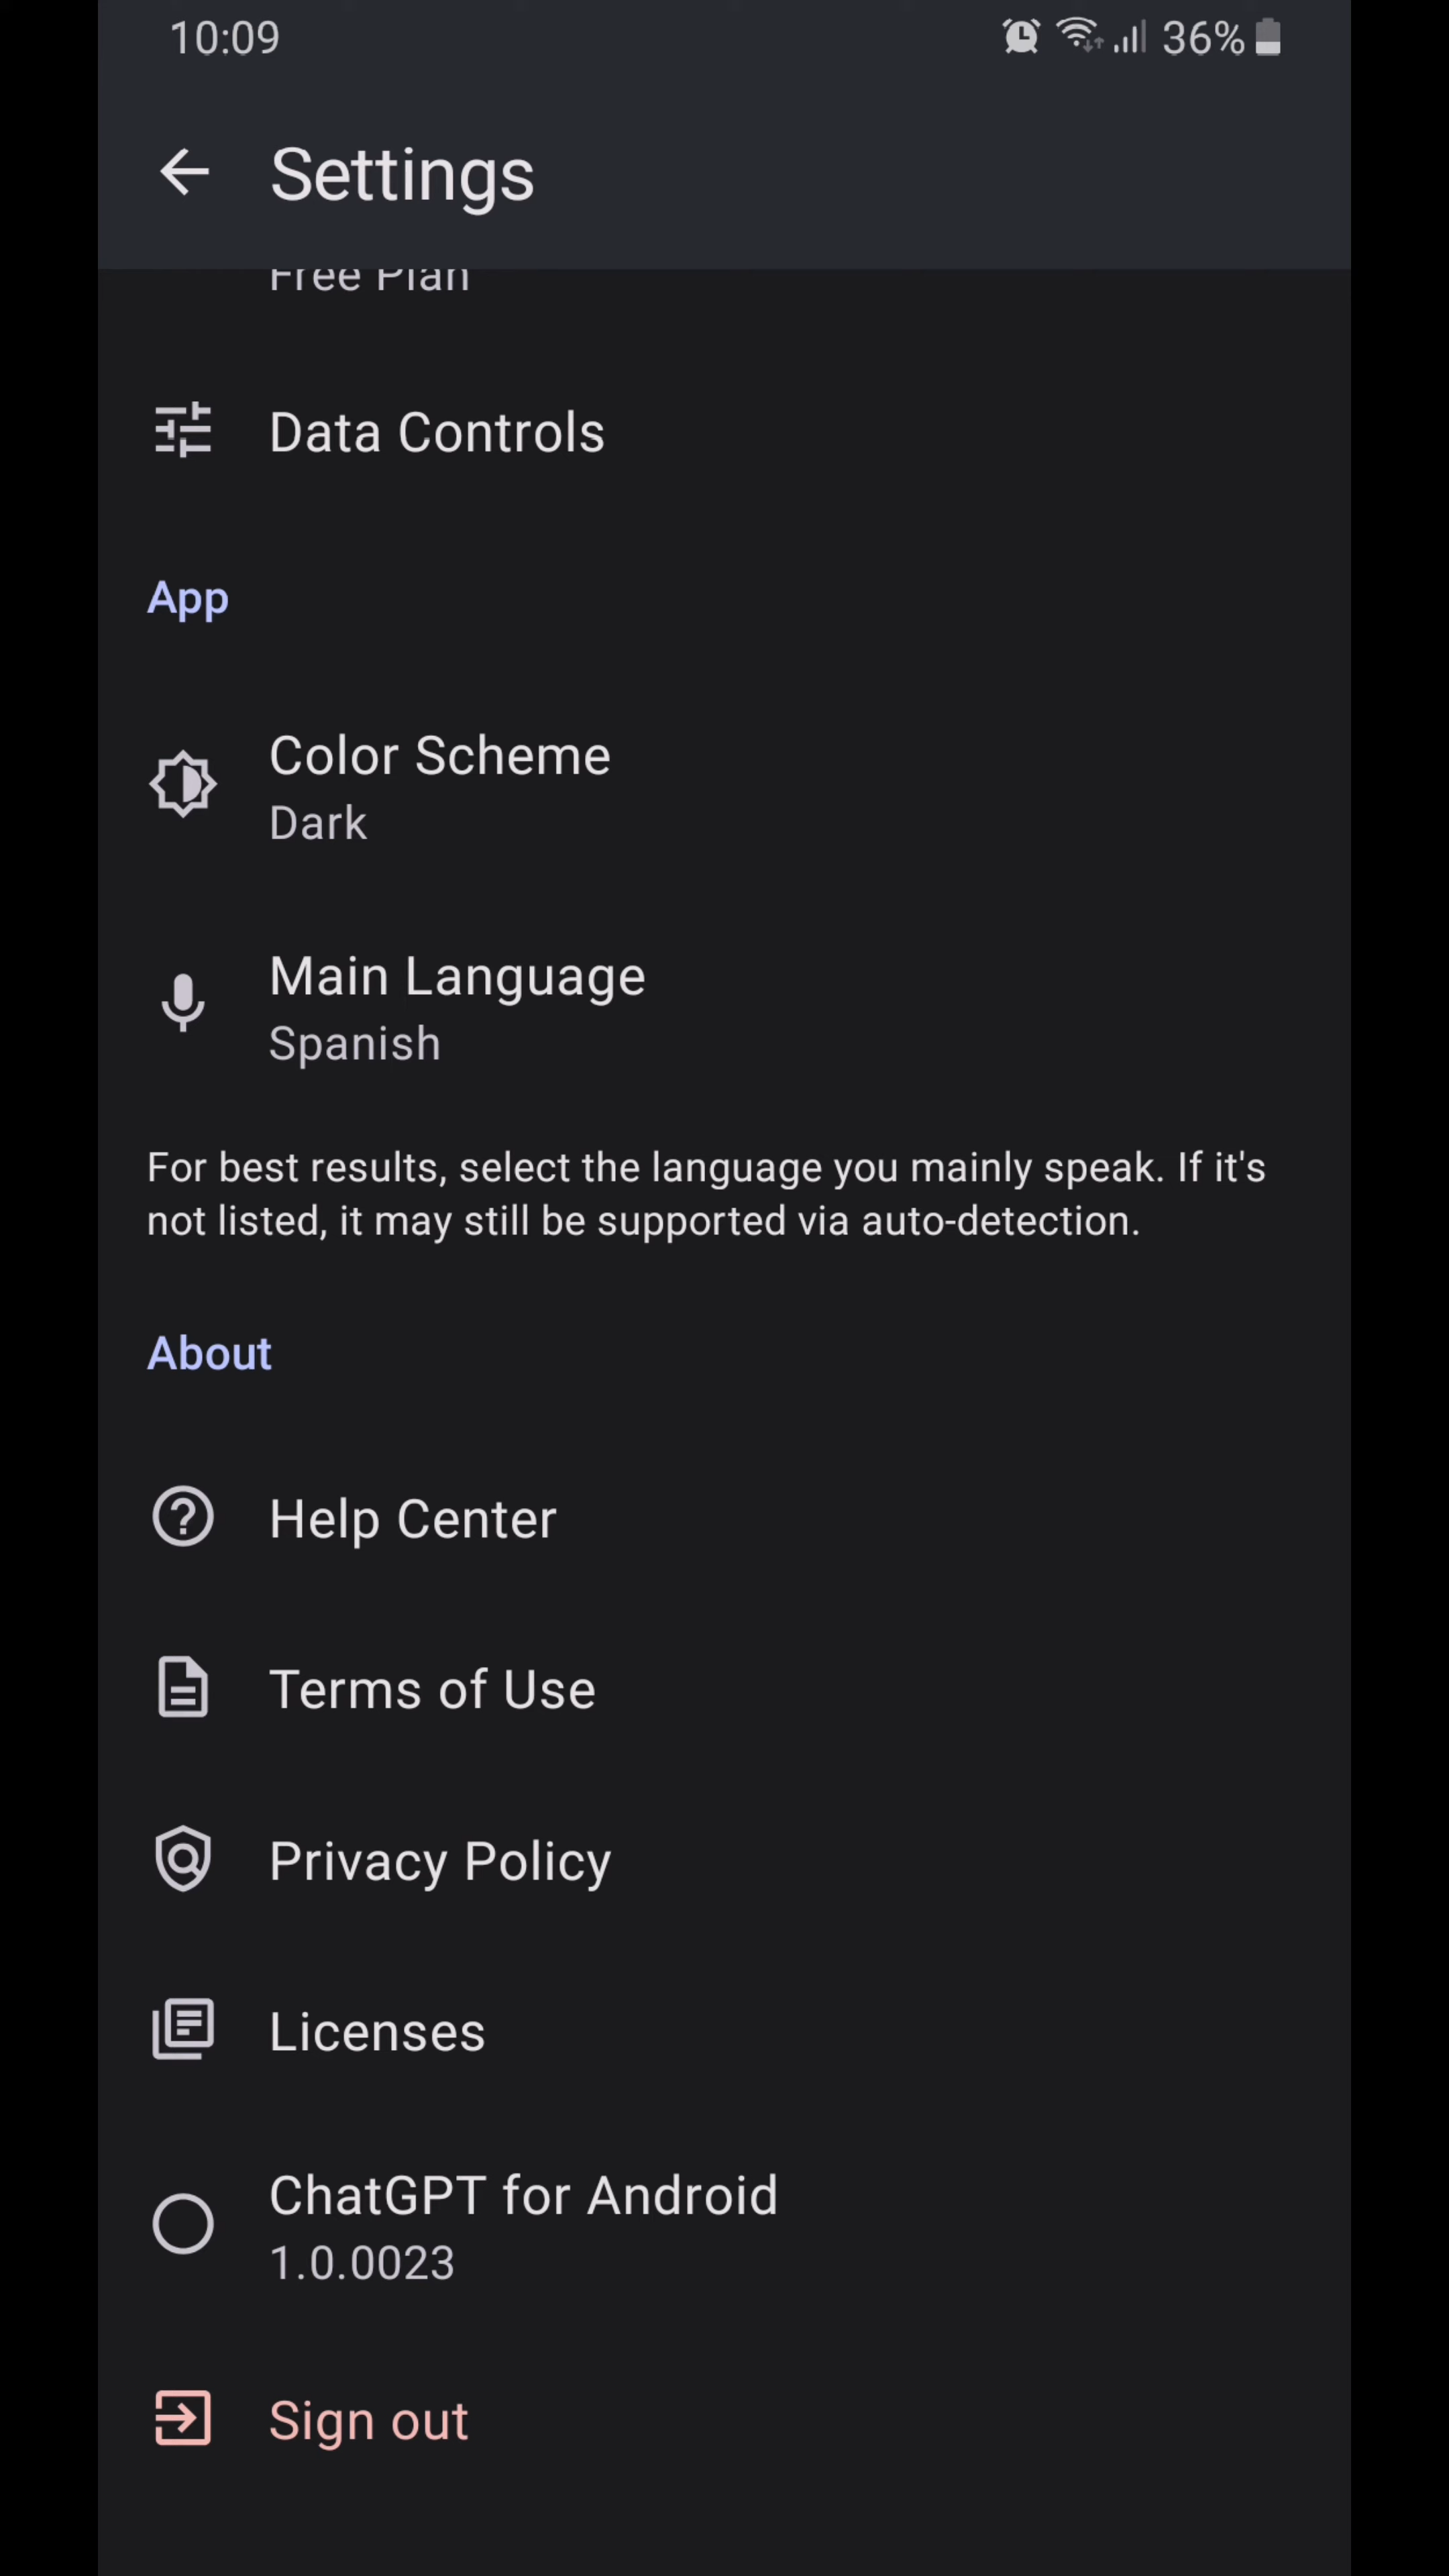 10:09
36%
Settings
Free Plan
Data Controls
App
Color Scheme
Dark
Main Language
Spanish
For best results, select the language you mainly speak. If it's
not listed, it may still be supported via auto-detection.
About
Help Center
Terms of Use
Privacy Policy
Licenses
ChatGPT for Android
1.0.0023
Sign out